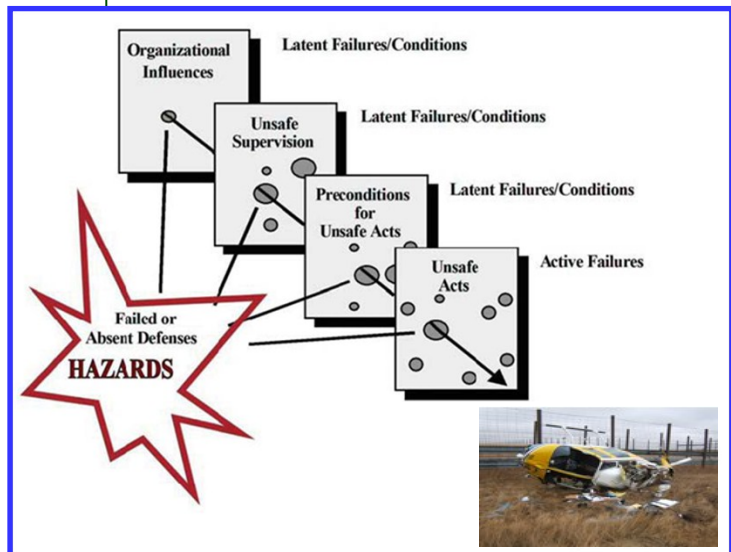 Organizational
Influences
Latent Failures/Conditions
Unsafe
Supervision
Latent Failures/Conditions
Preconditions
for
Unsafe Acts
Latent Failures/Conditions
Unsafe
Acts
Active Failures
Failed or
Absent Defenses
HAZARDS